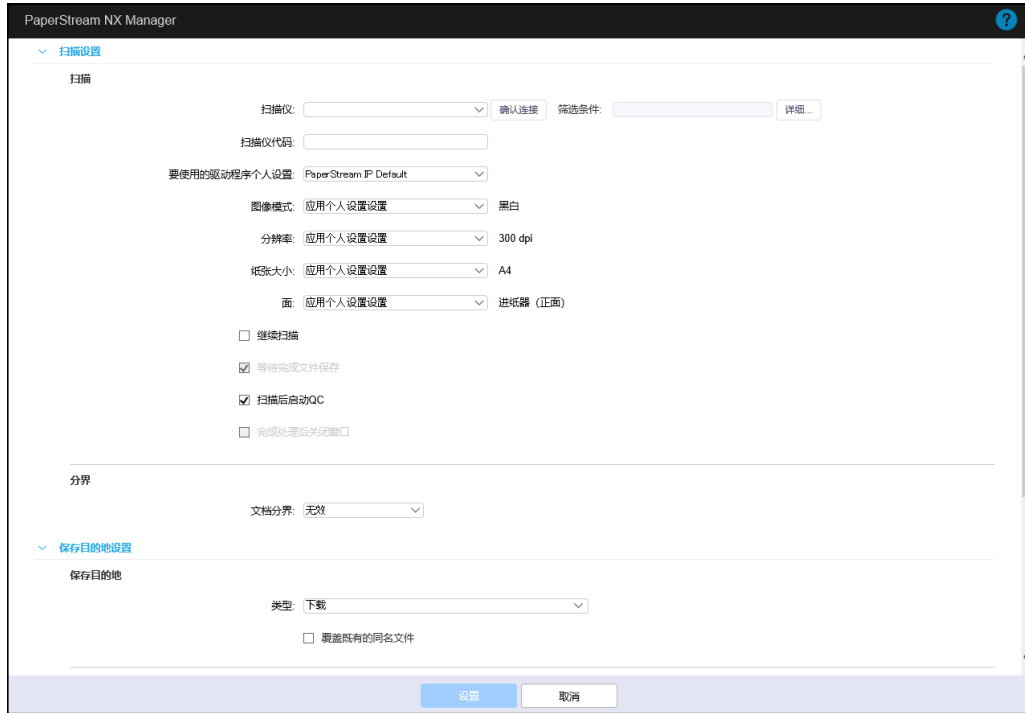 PaperStream NX Manager ?
扫描设置
扫描
扫描仪: 确认连接 筛选条件: 详细...
扫描仪代码:
要使用的驱动程序个人设置: PaperStream IP Default
图像模式: 应用个人设置设置 黑白
分辨率: 应用个人设置设置 300 dpi
纸张大小: 应用个人设置设置 A4
面: 应用个人设置设置 进纸器（正面）
继续扫描
等待完成文件保存
扫描后启动QC
完成处理后关闭窗口
分界
文档分界: 无效
保存目的地设置
保存目的地
类型: 下载
覆盖既有的同名文件
设置 取消